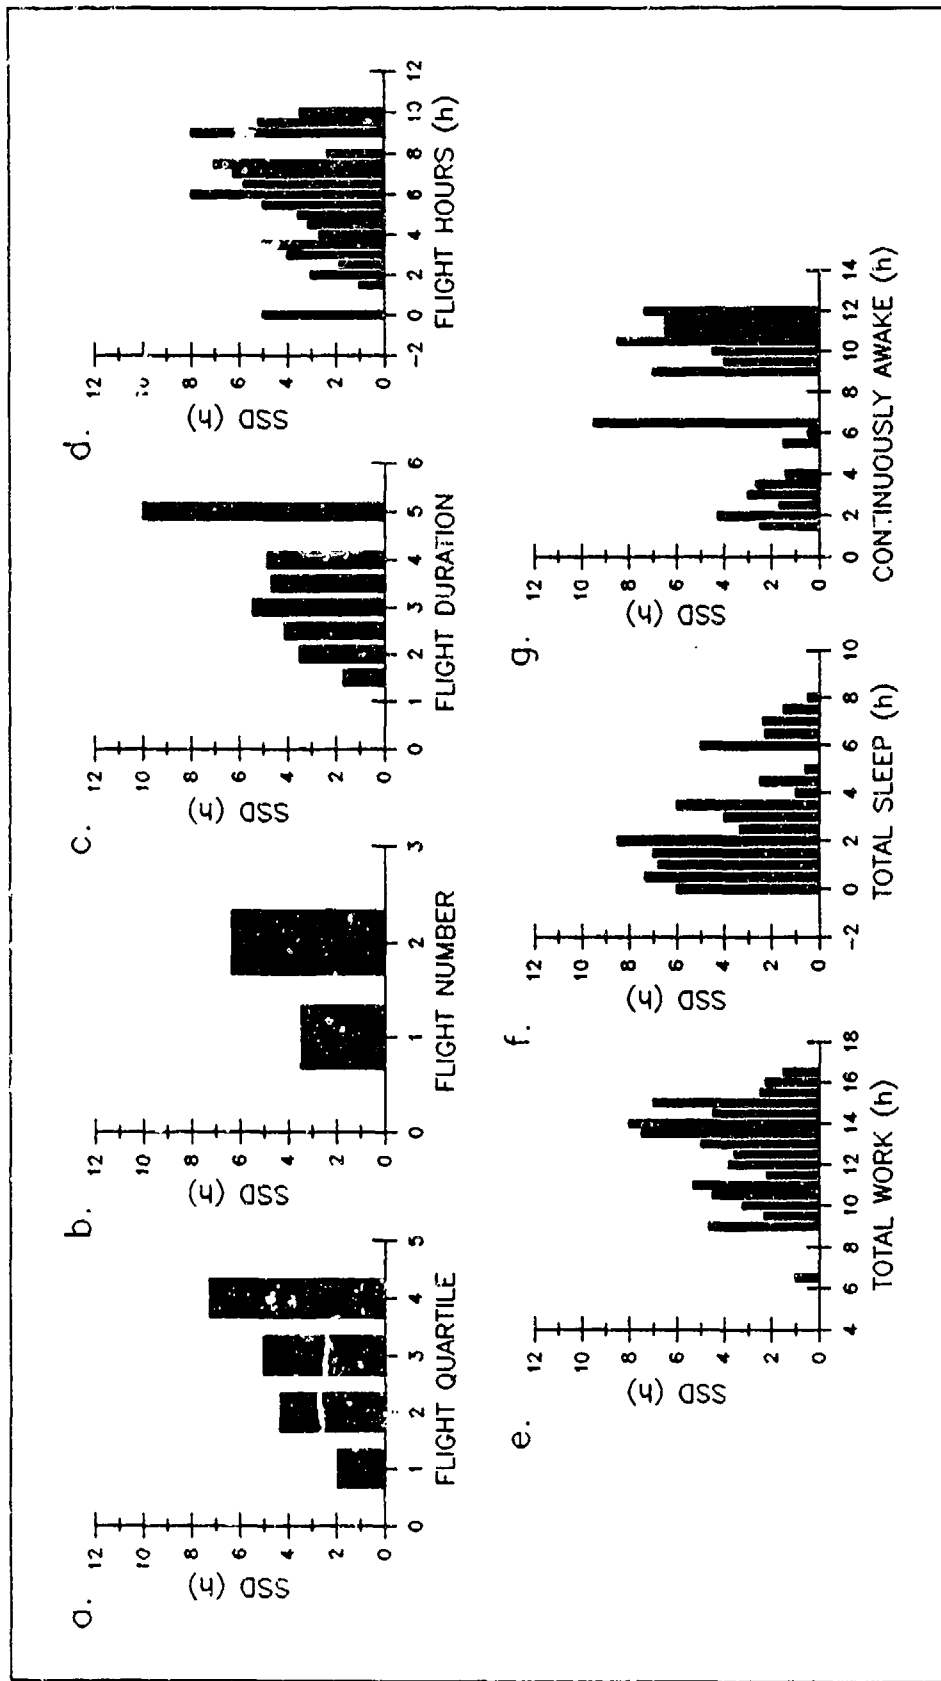 a.
12
10
8
6
4
2
0
SSD (h)
0 1 2 3 4 5
FLIGHT QUARTILE
b.
12
10
8
6
4
2
0
SSD (h)
0 1 2 3
FLIGHT NUMBER
c.
12
10
8
6
4
2
0
SSD (h)
0 1 2 3 4 5 6
FLIGHT DURATION
d.
12
10
8
6
4
2
0
SSD (h)
-2 0 2 4 6 8 10 12
FLIGHT HOURS (h)
e.
12
10
8
6
4
2
0
SSD (h)
4 6 8 10 12 14 16 18
TOTAL WORK (h)
f.
12
10
8
6
4
2
0
SSD (h)
-2 0 2 4 6 8 10
TOTAL SLEEP (h)
g.
12
10
8
6
4
2
0
SSD (h)
0 2 4 6 8 10 12 14
CONTINUOUSLY AWAKE (h)